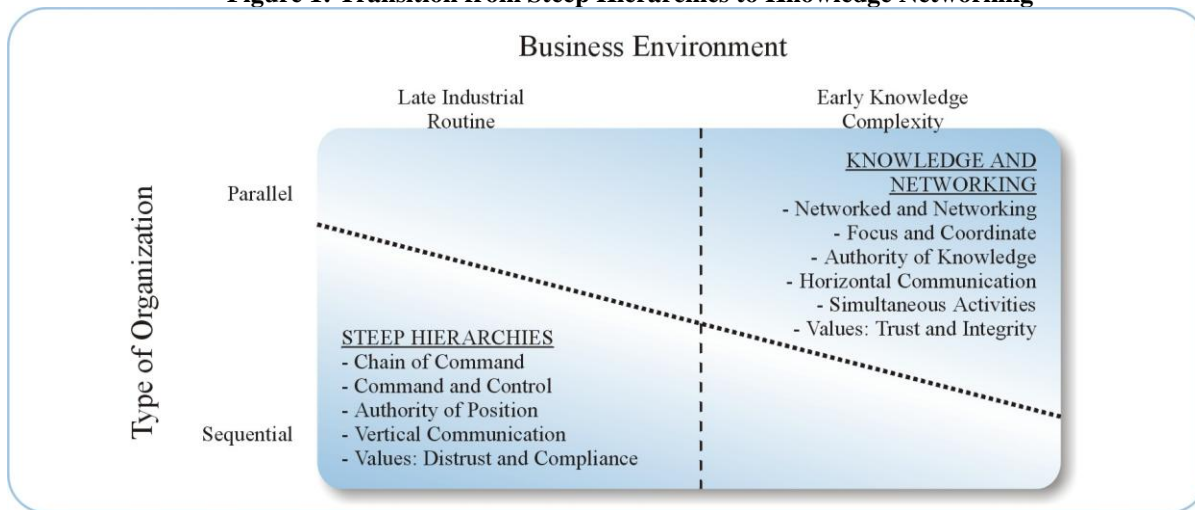 Figure 1: Transition from Steep Hierarchies to Knowledge Networking
Business Environment
Late Industrial
Routine
Early Knowledge
Complexity
Type of Organization
Parallel
Sequential
KNOWLEDGE AND
NETWORKING
- Networked and Networking
- Focus and Coordinate
- Authority of Knowledge
- Horizontal Communication
- Simultaneous Activities
- Values: Trust and Integrity
STEEP HIERARCHIES
- Chain of Command
- Command and Control
- Authority of Position
- Vertical Communication
- Values: Distrust and Compliance